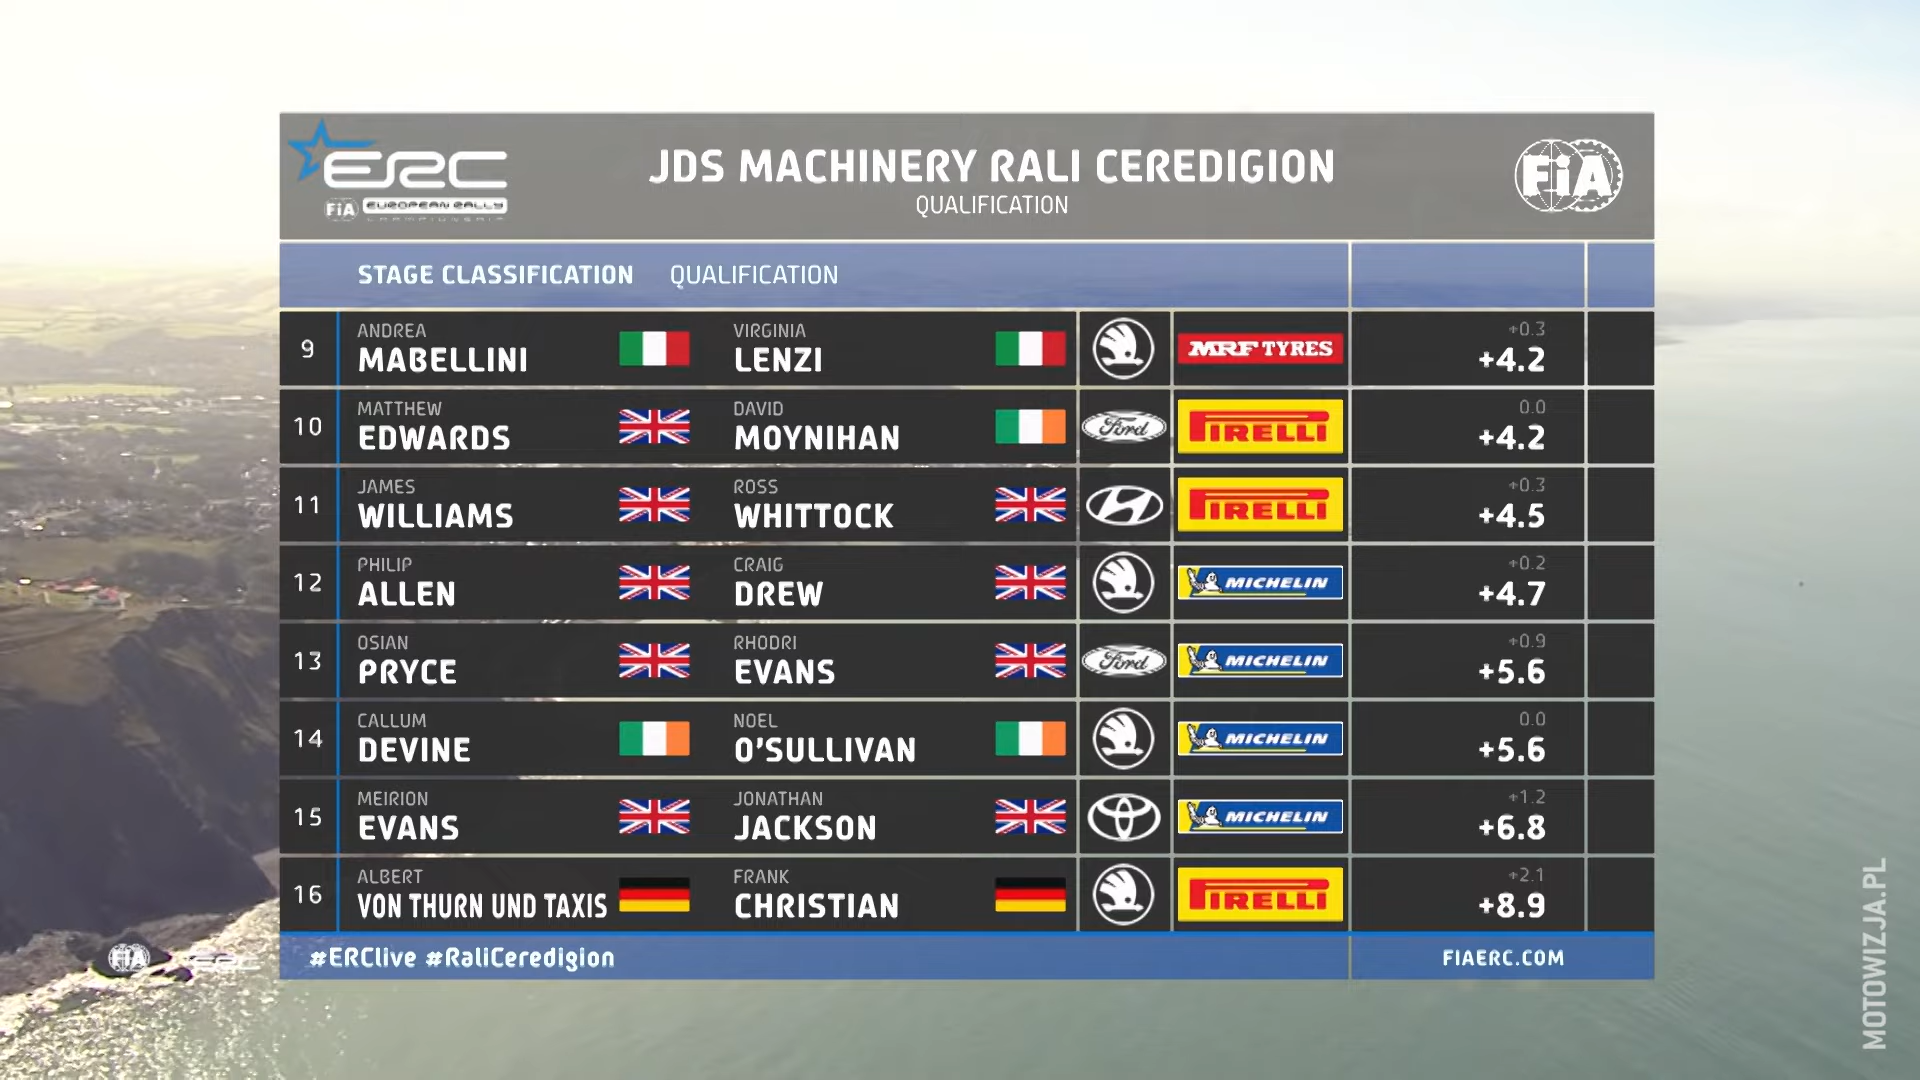 ERC
FiA EUROPEAN RALLY
CHAMPIONSHIP
JDS MACHINERY RALI CEREDIGION
QUALIFICATION
FiA
STAGE CLASSIFICATION QUALIFICATION
9 ANDREA MABELLINI VIRGINIA LENZI MRF TYRES +0.3 +4.2
10 MATTHEW EDWARDS DAVID MOYNIHAN Ford PIRELLI 0.0 +4.2
11 JAMES WILLIAMS ROSS WHITTOCK PIRELLI +0.3 +4.5
12 PHILIP ALLEN CRAIG DREW MICHELIN +0.2 +4.7
13 OSIAN PRYCE RHODRI EVANS Ford MICHELIN +0.9 +5.6
14 CALLUM DEVINE NOEL O'SULLIVAN MICHELIN 0.0 +5.6
15 MEIRION EVANS JONATHAN JACKSON MICHELIN +1.2 +6.8
16 ALBERT VON THURN UND TAXIS FRANK CHRISTIAN PIRELLI +2.1 +8.9
#ERClive #RaliCeredigion FIAERC.COM
FiA ERC
MOTOWIZJA.PL